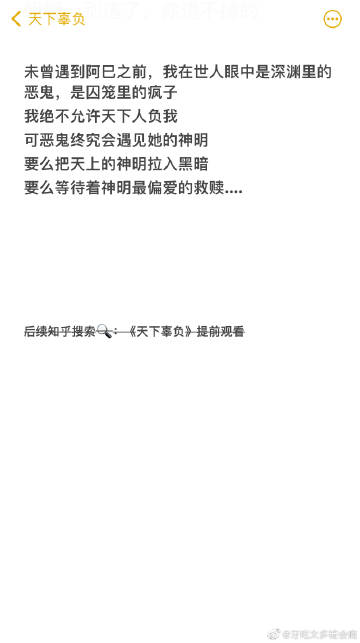 天下辜负
未曾遇到阿巳之前，我在世人眼中是深渊里的
恶鬼，是囚笼里的疯子
我绝不允许天下人负我
可恶鬼终究会遇见她的神明
要么把天上的神明拉入黑暗
要么等待着神明最偏爱的救赎....
后续知乎搜索🔍：《天下辜负》提前观看